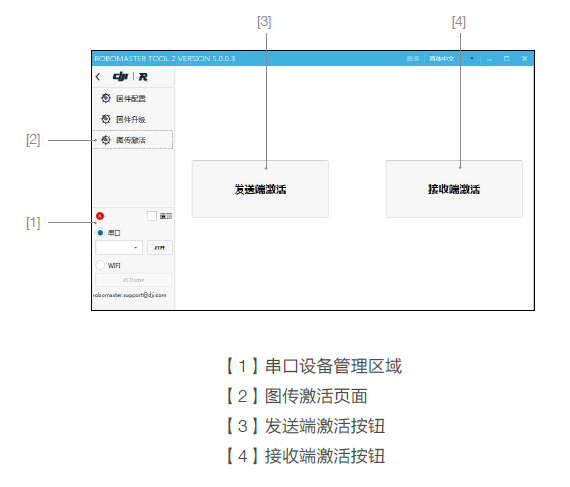 [3]
[4]
ROBOMASTER TOOL 2 VERSION 5.0.0.3
简体中文
dji R
固件配置
固件升级
[2]
图传激活
发送端激活
接收端激活
[1]
置顶
串口
打开
WIFI
robomaster.support@dji.com
【1】串口设备管理区域
【2】图传激活页面
【3】发送端激活按钮
【4】接收端激活按钮